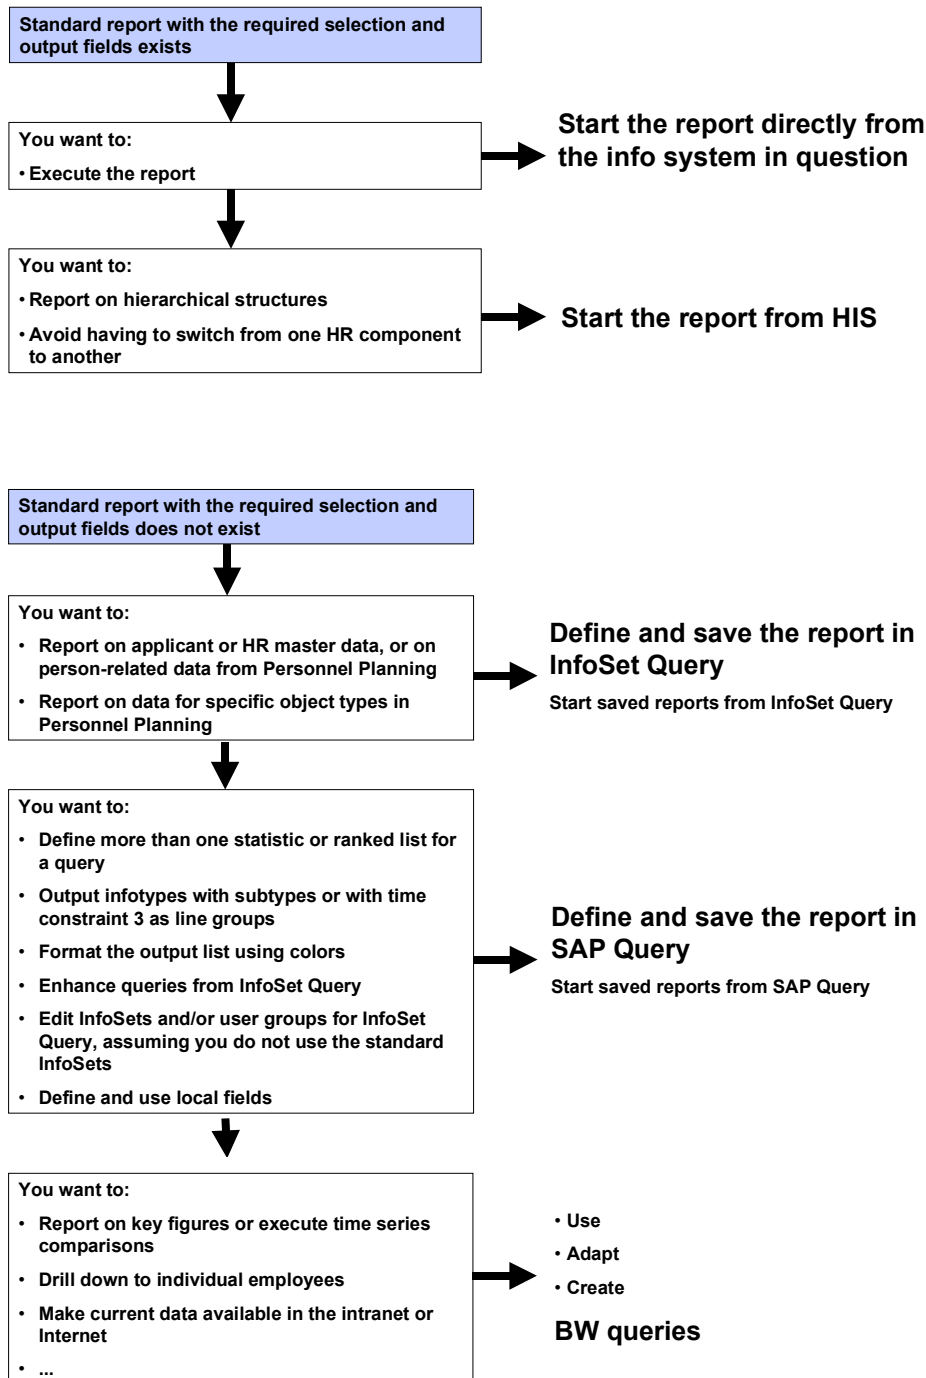 Standard report with the required selection and
output fields exists
You want to:
• Execute the report
Start the report directly from
the info system in question
You want to:
• Report on hierarchical structures
• Avoid having to switch from one HR component
to another
Start the report from HIS
Standard report with the required selection and
output fields does not exist
You want to:
• Report on applicant or HR master data, or on
person-related data from Personnel Planning
• Report on data for specific object types in
Personnel Planning
Define and save the report in
InfoSet Query
Start saved reports from InfoSet Query
You want to:
• Define more than one statistic or ranked list for
a query
• Output infotypes with subtypes or with time
constraint 3 as line groups
• Format the output list using colors
• Enhance queries from InfoSet Query
• Edit InfoSets and/or user groups for InfoSet
Query, assuming you do not use the standard
InfoSets
• Define and use local fields
Define and save the report in
SAP Query
Start saved reports from SAP Query
You want to:
• Report on key figures or execute time series
comparisons
• Drill down to individual employees
• Make current data available in the intranet or
Internet
• ...
• Use
• Adapt
• Create
BW queries